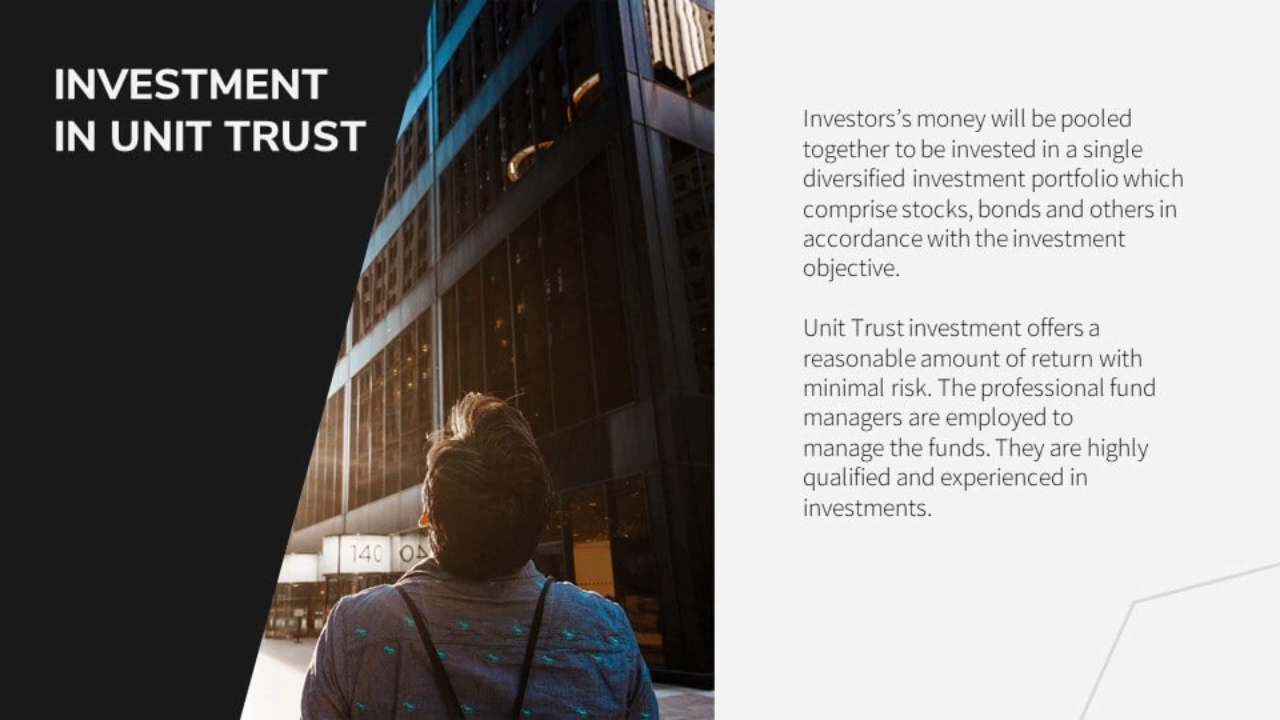 INVESTMENT
IN UNIT TRUST
Investors’s money will be pooled
together to be invested in a single
diversified investment portfolio which
comprise stocks, bonds and others in
accordance with the investment
objective.
Unit Trust investment offers a
reasonable amount of return with
minimal risk. The professional fund
managers are employed to
manage the funds. They are highly
qualified and experienced in
investments.
140